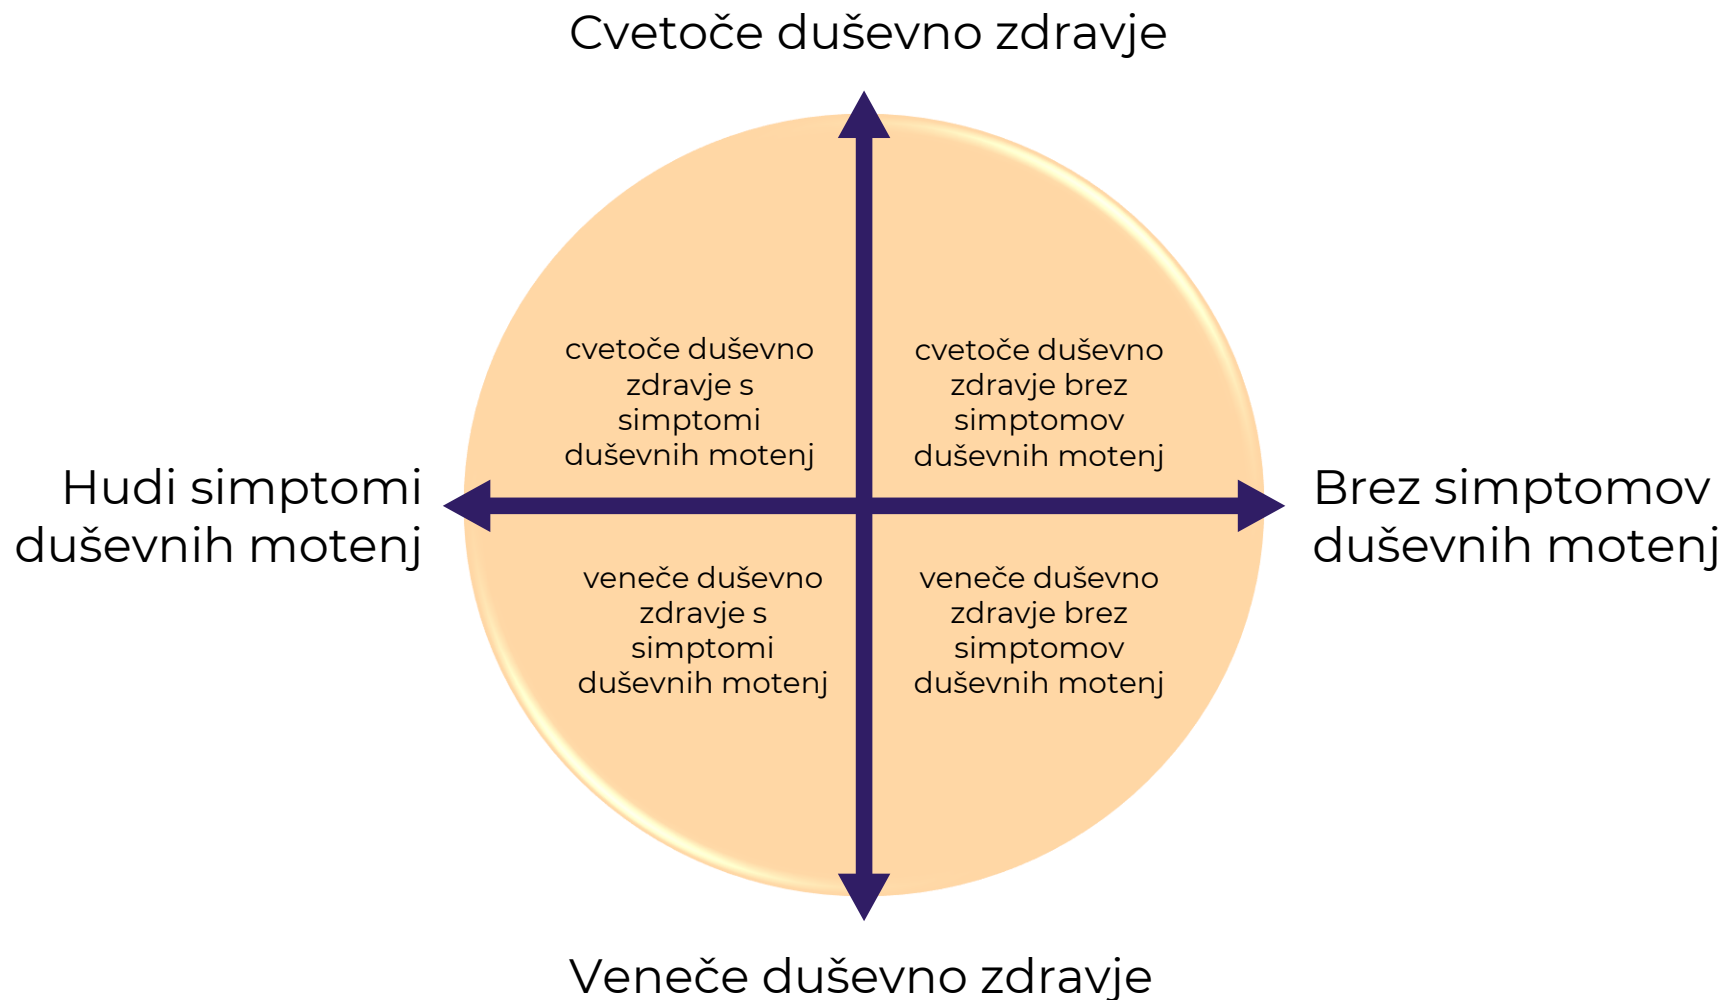 Cvetoče duševno zdravje
cvetoče duševno
zdravje s
simptomi
duševnih motenj
cvetoče duševno
zdravje brez
simptomov
duševnih motenj
Hudi simptomi
duševnih motenj
Brez simptomov
duševnih motenj
veneče duševno
zdravje s
simptomi
duševnih motenj
veneče duševno
zdravje brez
simptomov
duševnih motenj
Veneče duševno zdravje